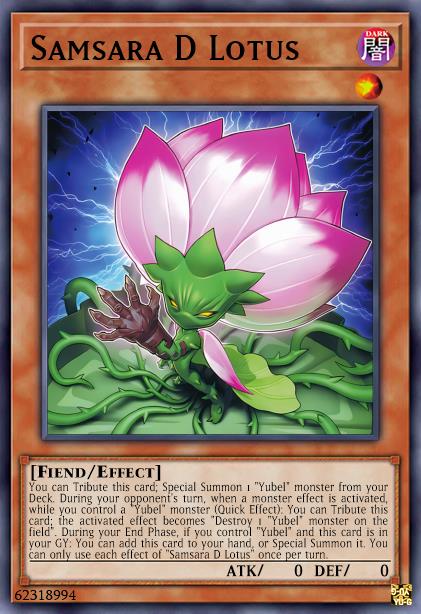 Samsara D Lotus
DARK
闇
[Fiend/Effect]
You can Tribute this card; Special Summon 1 "Yubel" monster from your
Deck. During your opponent's turn, when a monster effect is activated,
while you control a "Yubel" monster (Quick Effect): You can Tribute this
card; the activated effect becomes "Destroy 1 "Yubel" monster on the
field". During your End Phase, if you control "Yubel" and this card is in
your GY: You can add this card to your hand, or Special Summon it. You
can only use each effect of "Samsara D Lotus" once per turn.
ATK/ 0 DEF/ 0
62318994